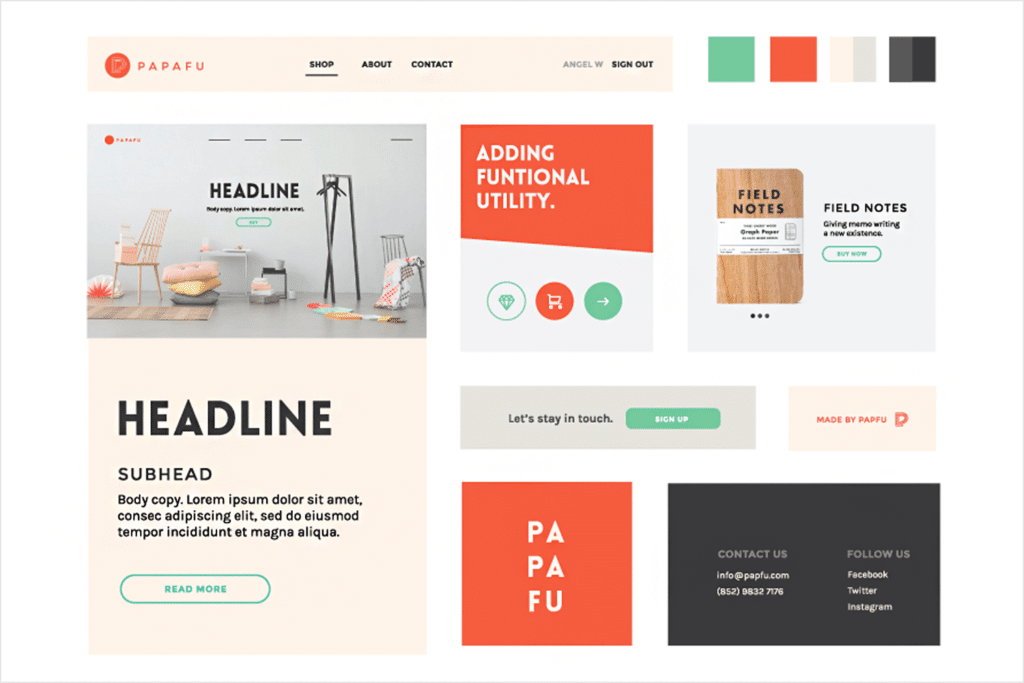 PAPAFU
SHOP ABOUT CONTACT
ANGEL W SIGN OUT
PAPAFU
HEADLINE
Body copy. Lorem ipsum dolor sit amet.
BUY
HEADLINE
SUBHEAD
Body copy. Lorem ipsum dolor sit amet,
consec adipiscing elit, sed do eiusmod
tempor incididunt et magna aliqua.
READ MORE
ADDING
FUNTIONAL
UTILITY.
FIELD
NOTES
Graph Paper
FIELD NOTES
Giving memo writing
a new existence.
BUY NOW
Let's stay in touch.
SIGN UP
MADE BY PAPFU
PA
PA
FU
CONTACT US
info@papfu.com
(852) 9832 7176
FOLLOW US
Facebook
Twitter
Instagram